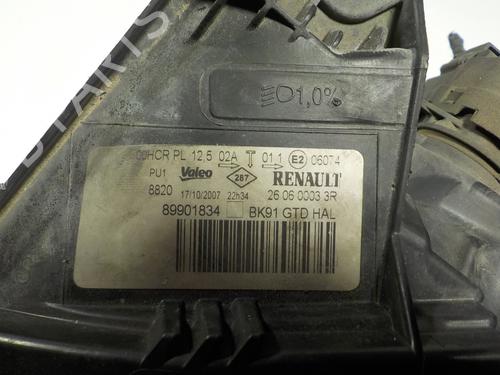 1,0%
00HCR PL 12,5 02A T 01 1 E2 06074
PU1 Valeo 287 RENAULT
8820 17/10/2007 22h34 26 06 0003 3R
89901834 BK91 GTD HAL